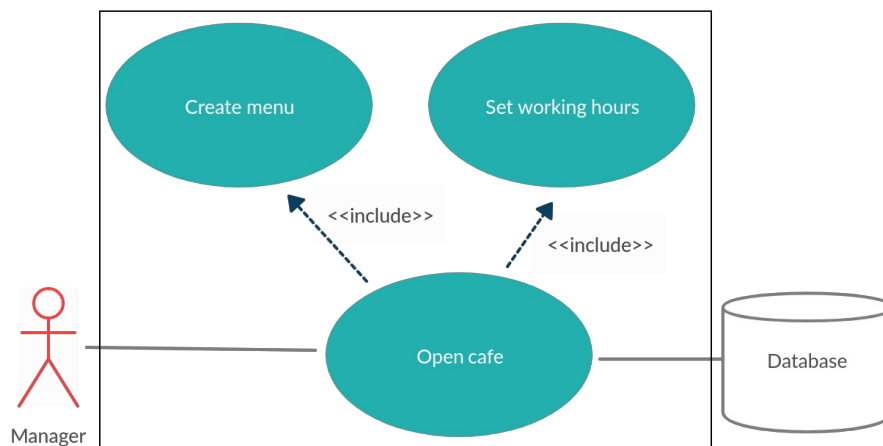 Create menu
Set working hours
<<include>>
<<include>>
Open cafe
Database
Manager